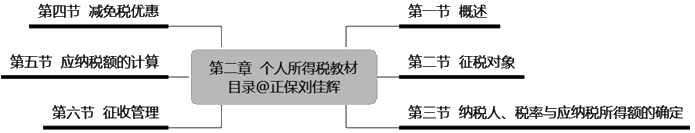 第四节 减免税优惠
第一节 概述
第二章 个人所得税教材
目录@正保刘佳辉
第五节 应纳税额的计算
第二节 征税对象
第六节 征收管理
第三节 纳税人、税率与应纳税所得额的确定